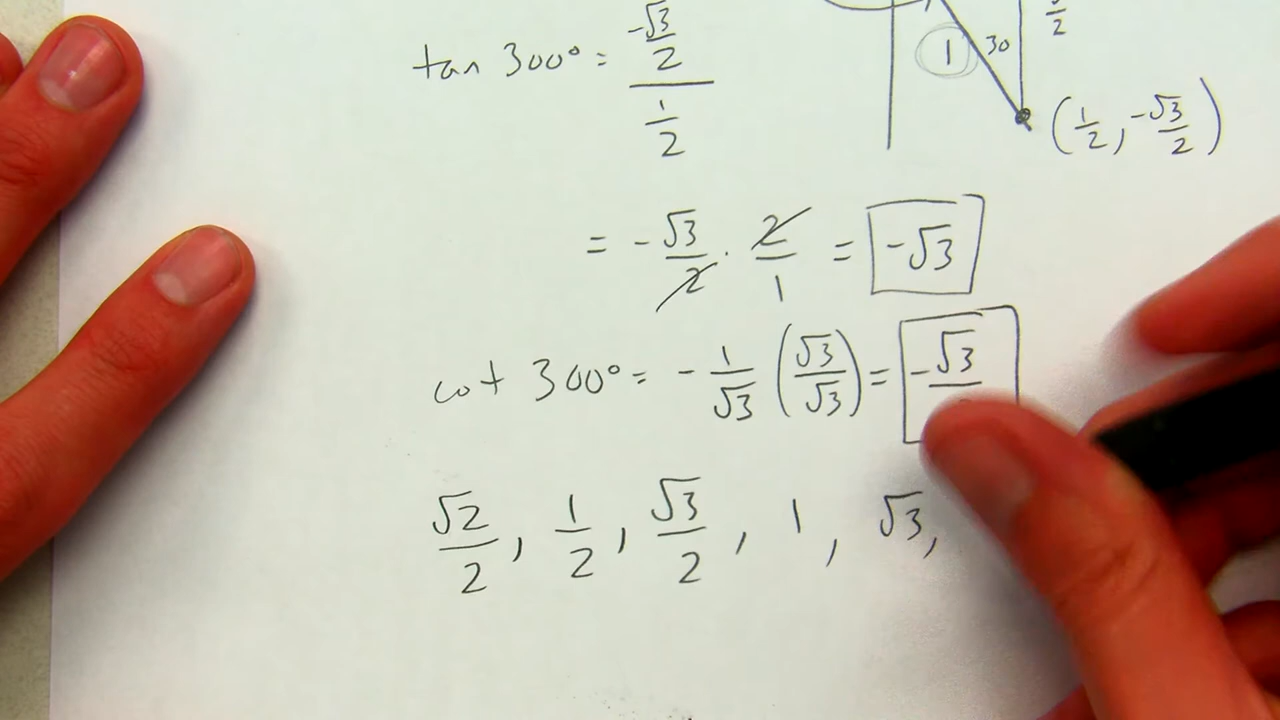 tan 300° = (-√3/2)/(1/2)
1 30
(1/2, -√3/2)
= -√3/2 · 2/1 = -√3
cot 300° = -1/√3 (√3/√3) = -√3
√2/2, 1/2, √3/2, 1, √3,